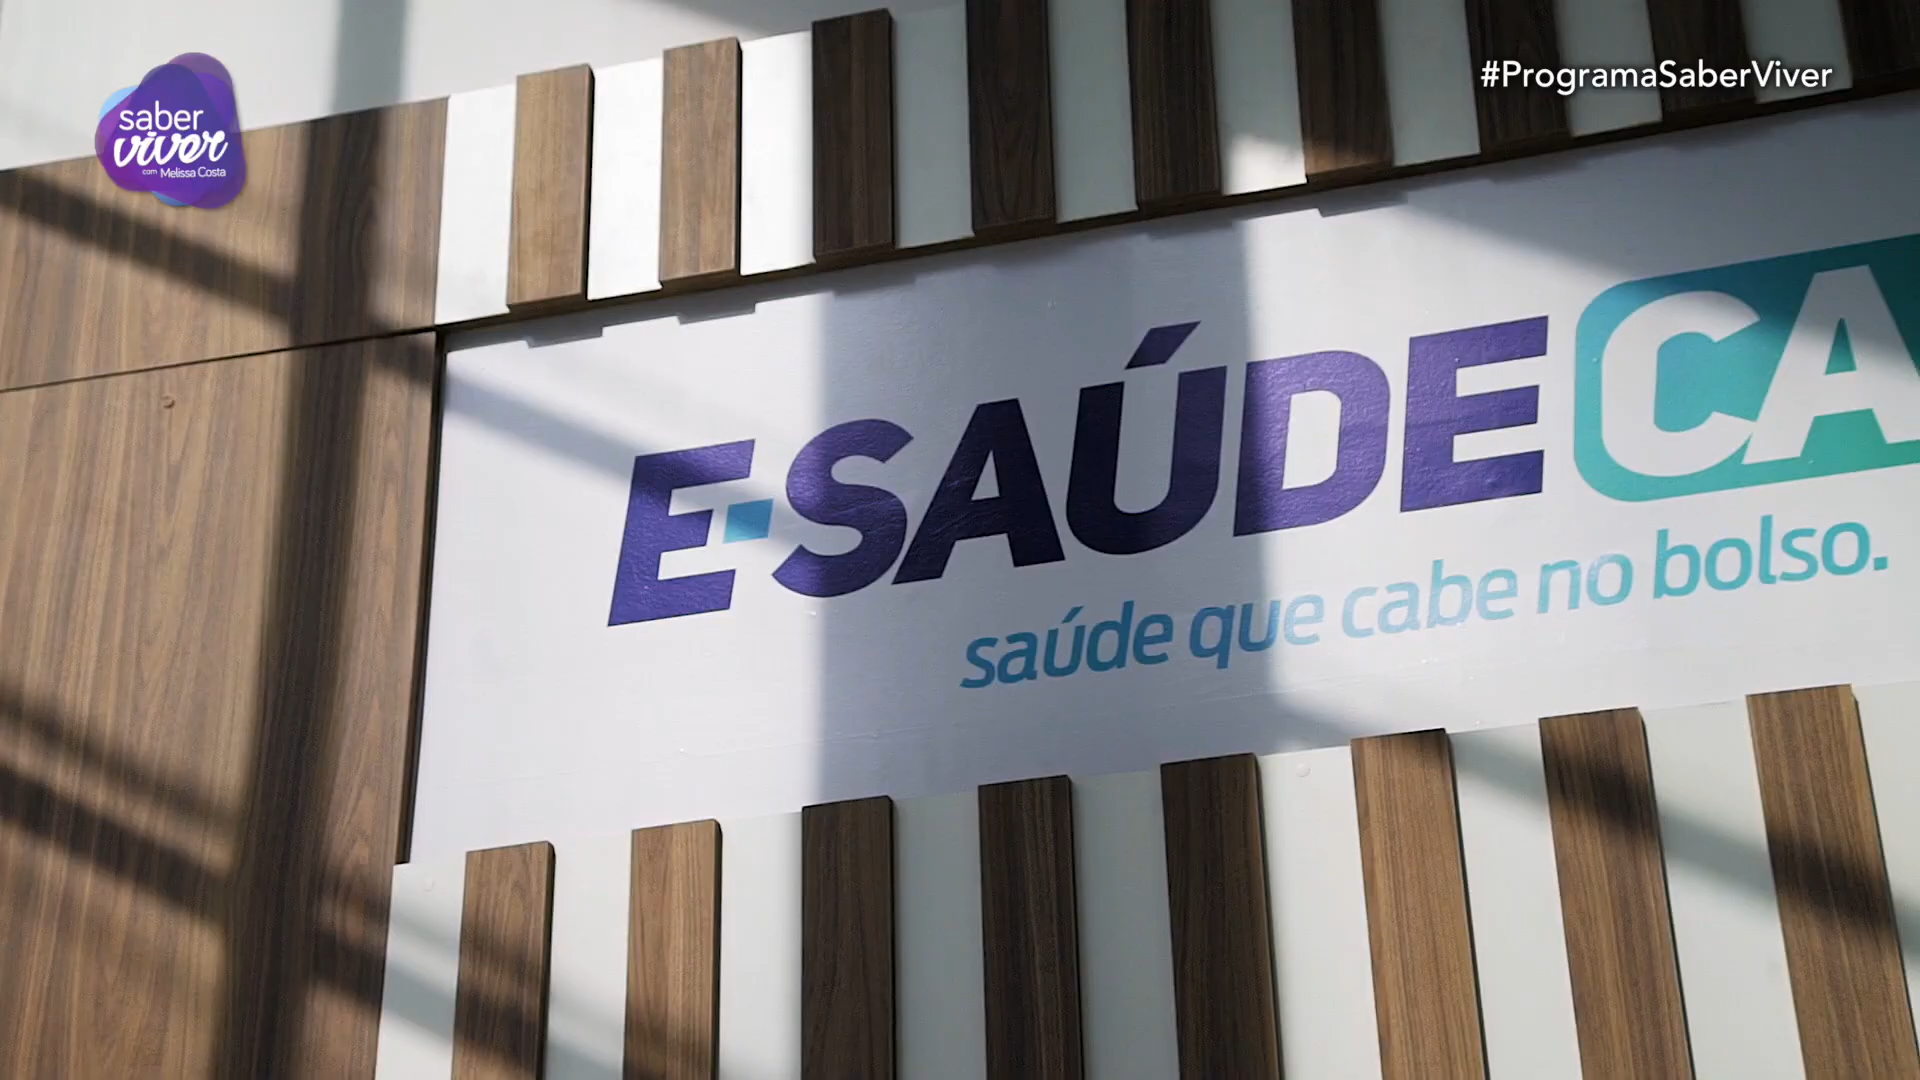 saber
viver
com Melissa Costa
#ProgramaSaberViver
E-SAÚDECA
saúde que cabe no bolso.